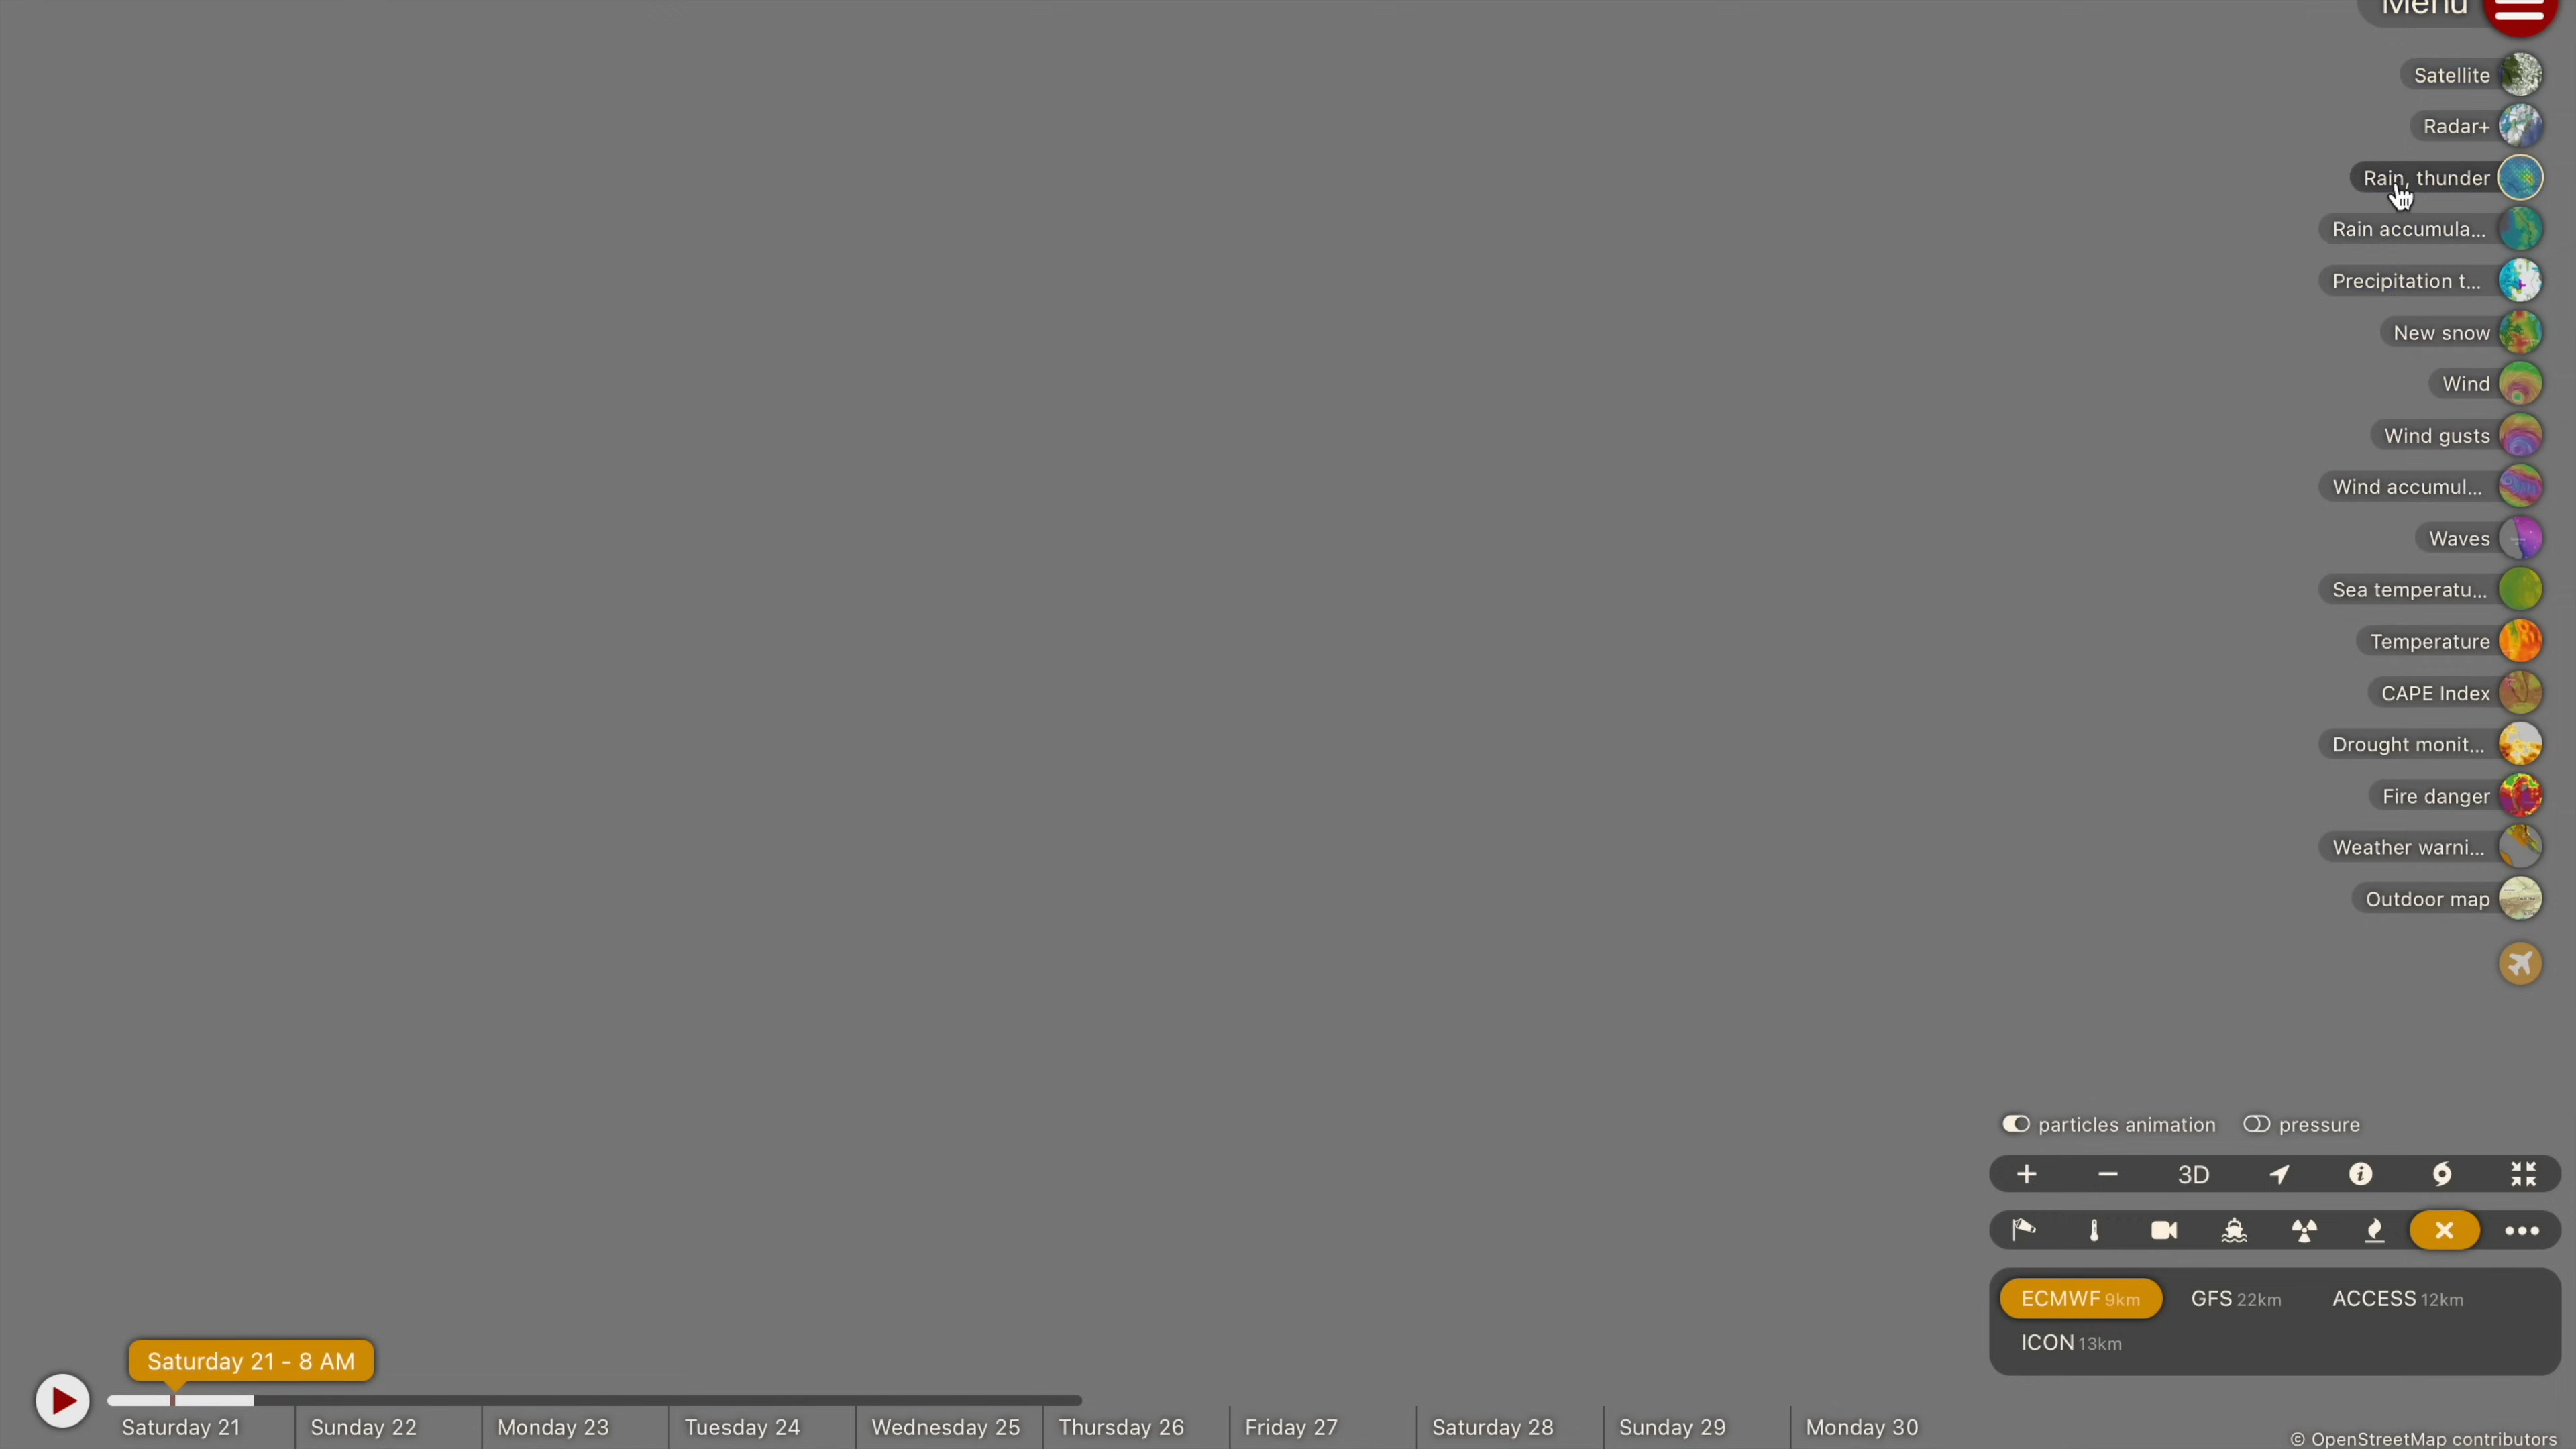 Menu
Satellite
Radar+
Rain, thunder
Rain accumula...
Precipitation t...
New snow
Wind
Wind gusts
Wind accumul...
Waves
Sea temperatu...
Temperature
CAPE Index
Drought monit...
Fire danger
Weather warni...
Outdoor map
particles animation pressure
3D
ECMWF 9km GFS 22km ACCESS 12km
ICON 13km
Saturday 21 - 8 AM
Saturday 21 Sunday 22 Monday 23 Tuesday 24 Wednesday 25 Thursday 26 Friday 27 Saturday 28 Sunday 29 Monday 30
© OpenStreetMap contributors